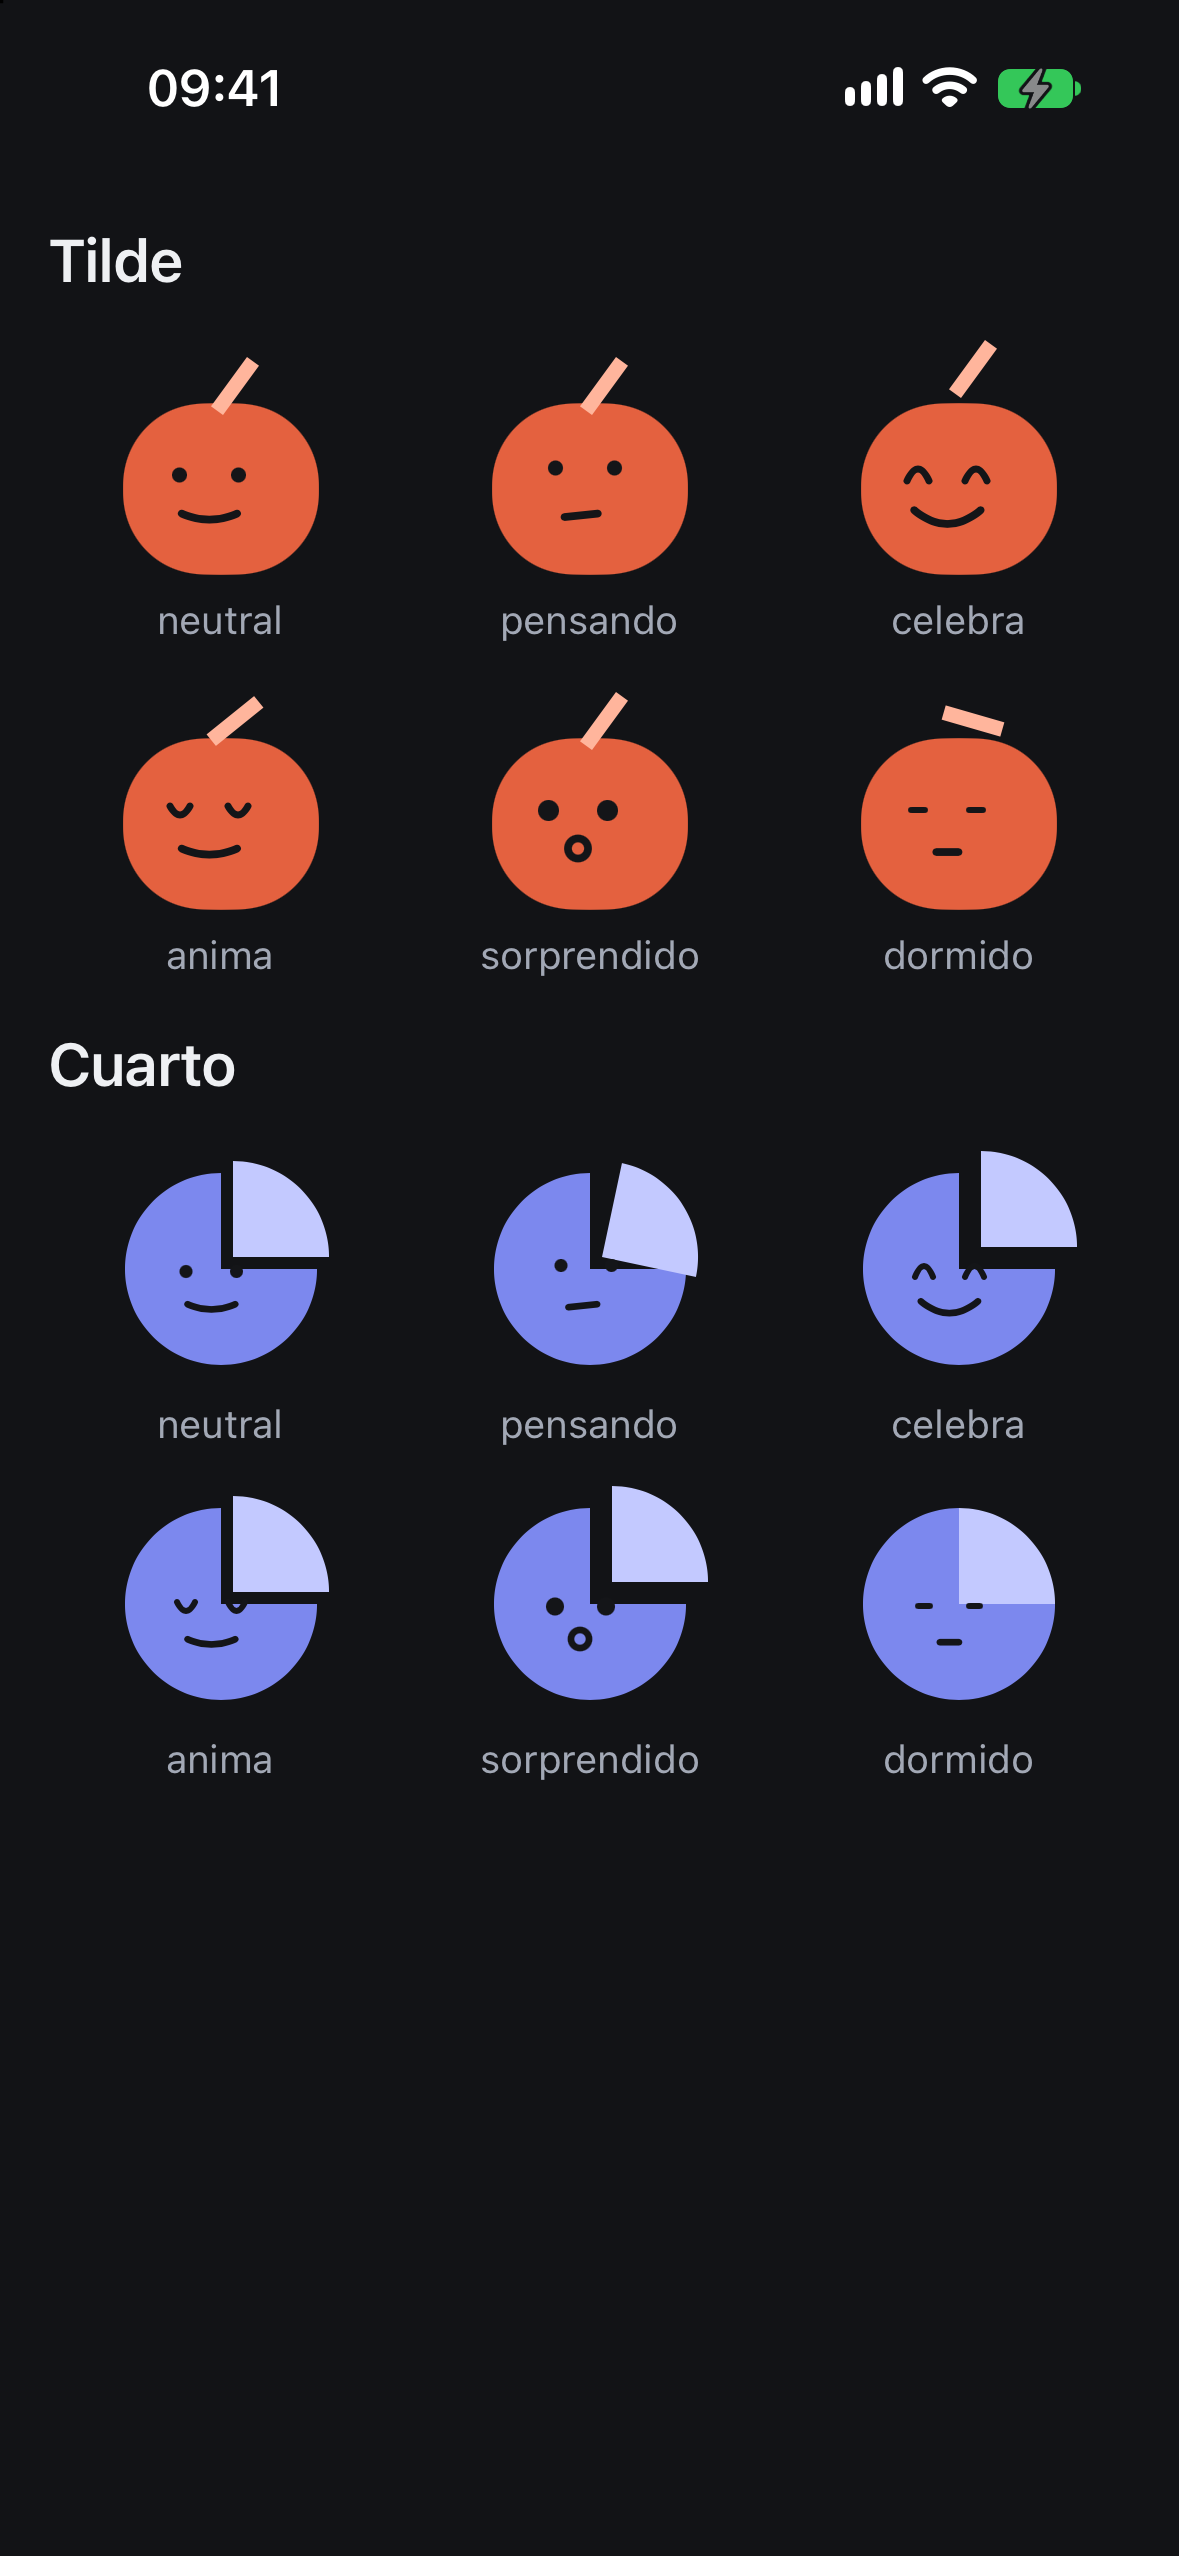 09:41
Tilde
neutral
pensando
celebra
anima
sorprendido
dormido
Cuarto
neutral
pensando
celebra
anima
sorprendido
dormido